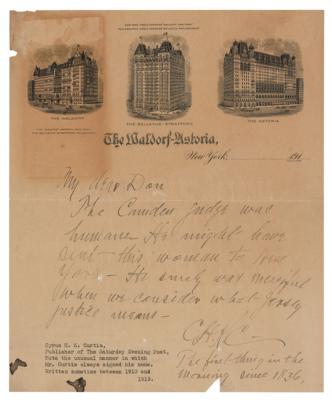 THE WALDORF
THE BELLEVUE-STRATFORD
THE ASTORIA
The Waldorf-Astoria,
New York. 191
My dear Don
The Camden judge was
humane. He might have
sent - this woman to New
York - He surely was merciful
when we consider what Jersey
justice means -
C.H.K.C.
The first thing in the
morning since 1836,
Cyrus H. K. Curtis,
Publisher of The Saturday Evening Post,
Note the unusual manner in which
Mr. Curtis always signed his name.
Written sometime between 1910 and
1919.